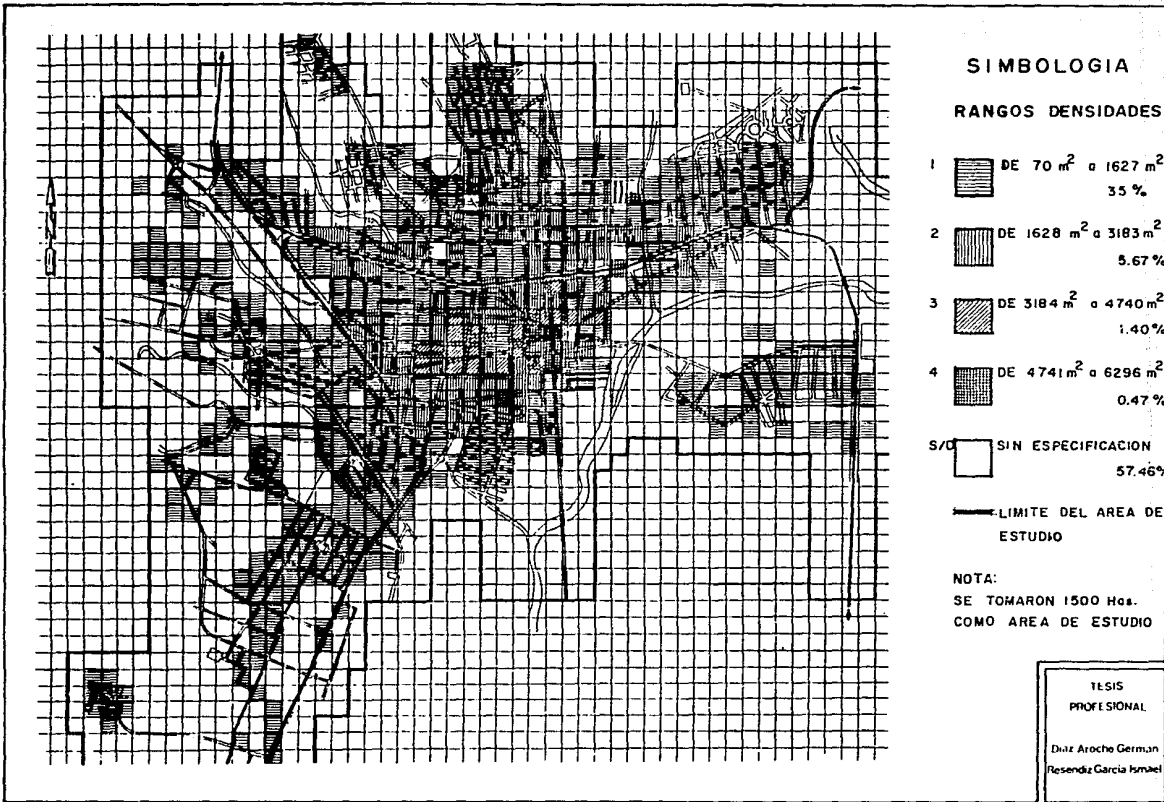 SIMBOLOGIA
RANGOS DENSIDADES
1 DE 70 m² a 1627 m²
35 %
2 DE 1628 m² a 3183 m²
5.67 %
3 DE 3184 m² a 4740 m²
1.40 %
4 DE 4741 m² a 6296 m²
0.47 %
S/D SIN ESPECIFICACION
57.46%
LIMITE DEL AREA DE
ESTUDIO
NOTA:
SE TOMARON 1500 Has.
COMO AREA DE ESTUDIO
TESIS
PROFESIONAL
Diaz Aroche German
Resendiz Garcia Ismael